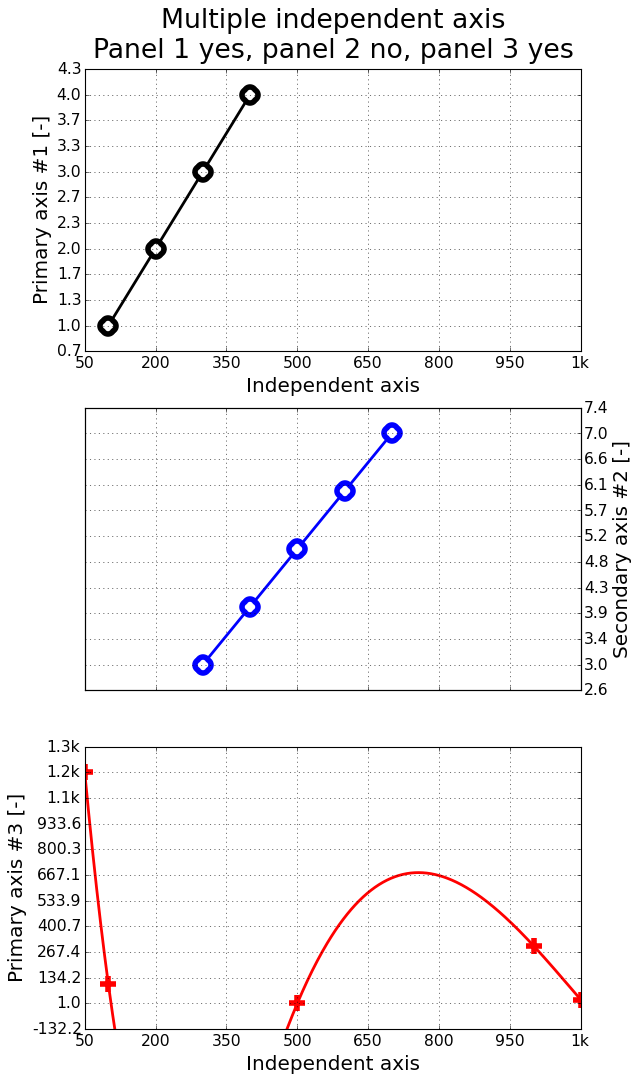 Multiple independent axis
Panel 1 yes, panel 2 no, panel 3 yes
4.3
4.0
3.7
3.3
3.0
2.7
2.3
2.0
1.7
1.3
1.0
0.7
Primary axis #1 [-]
50 200 350 500 650 800 950 1k
Independent axis
7.4
7.0
6.6
6.1
5.7
5.2
4.8
4.3
3.9
3.4
3.0
2.6
Secondary axis #2 [-]
1.3k
1.2k
1.1k
933.6
800.3
667.1
533.9
400.7
267.4
134.2
1.0
-132.2
Primary axis #3 [-]
50 200 350 500 650 800 950 1k
Independent axis